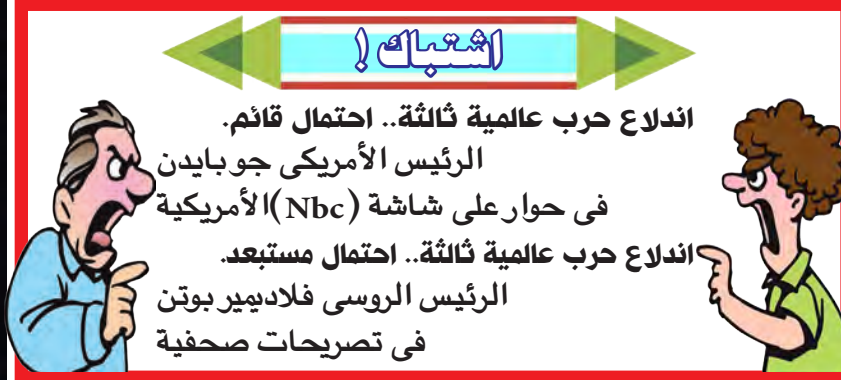 اشتباك !
اندلاع حرب عالمية ثالثة.. احتمال قائم.
الرئيس الأمريكى جو بايدن
فى حوار على شاشة (Nbc) الأمريكية
اندلاع حرب عالمية ثالثة.. احتمال مستبعد.
الرئيس الروسى فلاديمير بوتن
فى تصريحات صحفية